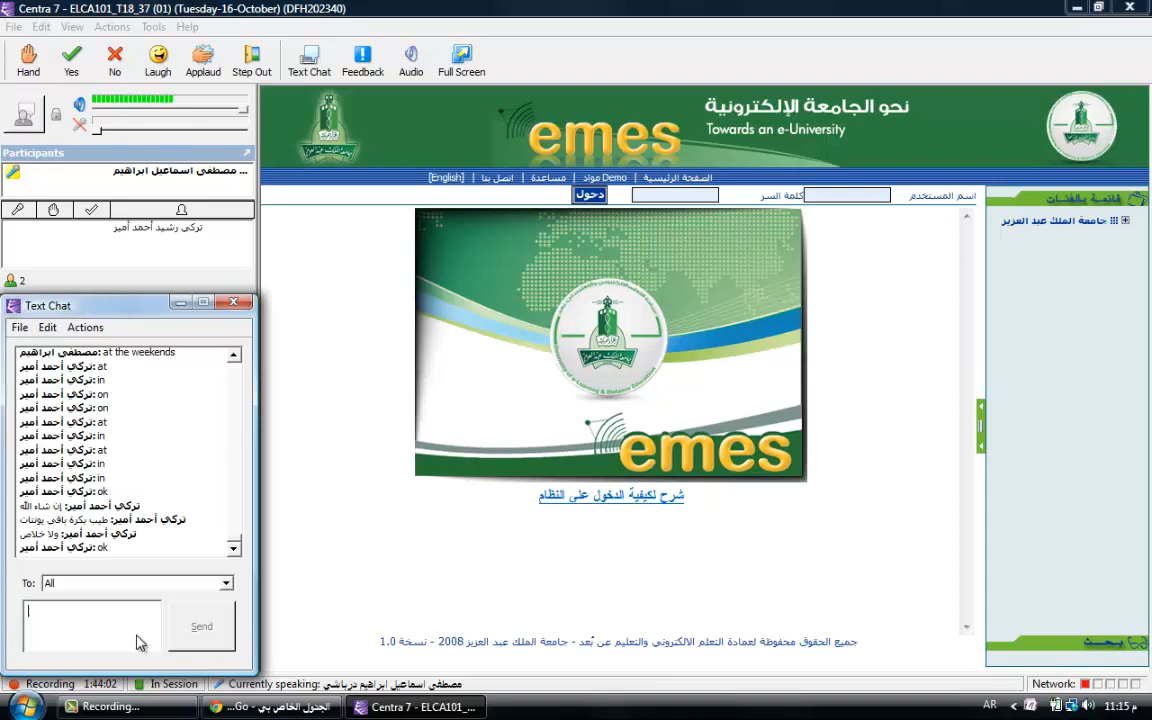 Centra 7 - ELCA101_T18_37 (01) (Tuesday-16-October) (DFH202340)
File Edit View Actions Tools Help
Hand Yes No Laugh Applaud Step Out Text Chat Feedback Audio Full Screen
نحو الجامعة الإلكترونية
Towards an e-University
emes
Participants
... مصطفى اسماعيل ابراهيم
تركي رشيد أحمد أمير
2
الصفحة الرئيسية | مواد Demo | مساعدة | اتصل بنا | [English]
اسم المستخدم كلمة السر دخول
قائمة بالفئات
جامعة الملك عبد العزيز
emes
شرح لكيفية الدخول على النظام
Text Chat
File Edit Actions
مصطفى ابراهيم: at the weekends
تركي أحمد أمير: at
تركي أحمد أمير: in
تركي أحمد أمير: on
تركي أحمد أمير: on
تركي أحمد أمير: at
تركي أحمد أمير: in
تركي أحمد أمير: at
تركي أحمد أمير: in
تركي أحمد أمير: in
تركي أحمد أمير: ok
تركي أحمد أمير: إن شاء الله
تركي أحمد أمير: طيب بكرة باقي يونتات
تركي أحمد أمير: ولا خلاص
تركي أحمد أمير: ok
To: All
Send
جميع الحقوق محفوظة لعمادة التعلم الالكتروني والتعليم عن بُعد - جامعة الملك عبد العزيز 2008 - نسخة 1.0
بحث
Recording 1:44:02 In Session Currently speaking: مصطفى اسماعيل ابراهيم درباشي
Network:
Recording...
الجدول الخاص بي - Go...
Centra 7 - ELCA101_...
AR
11:15 م